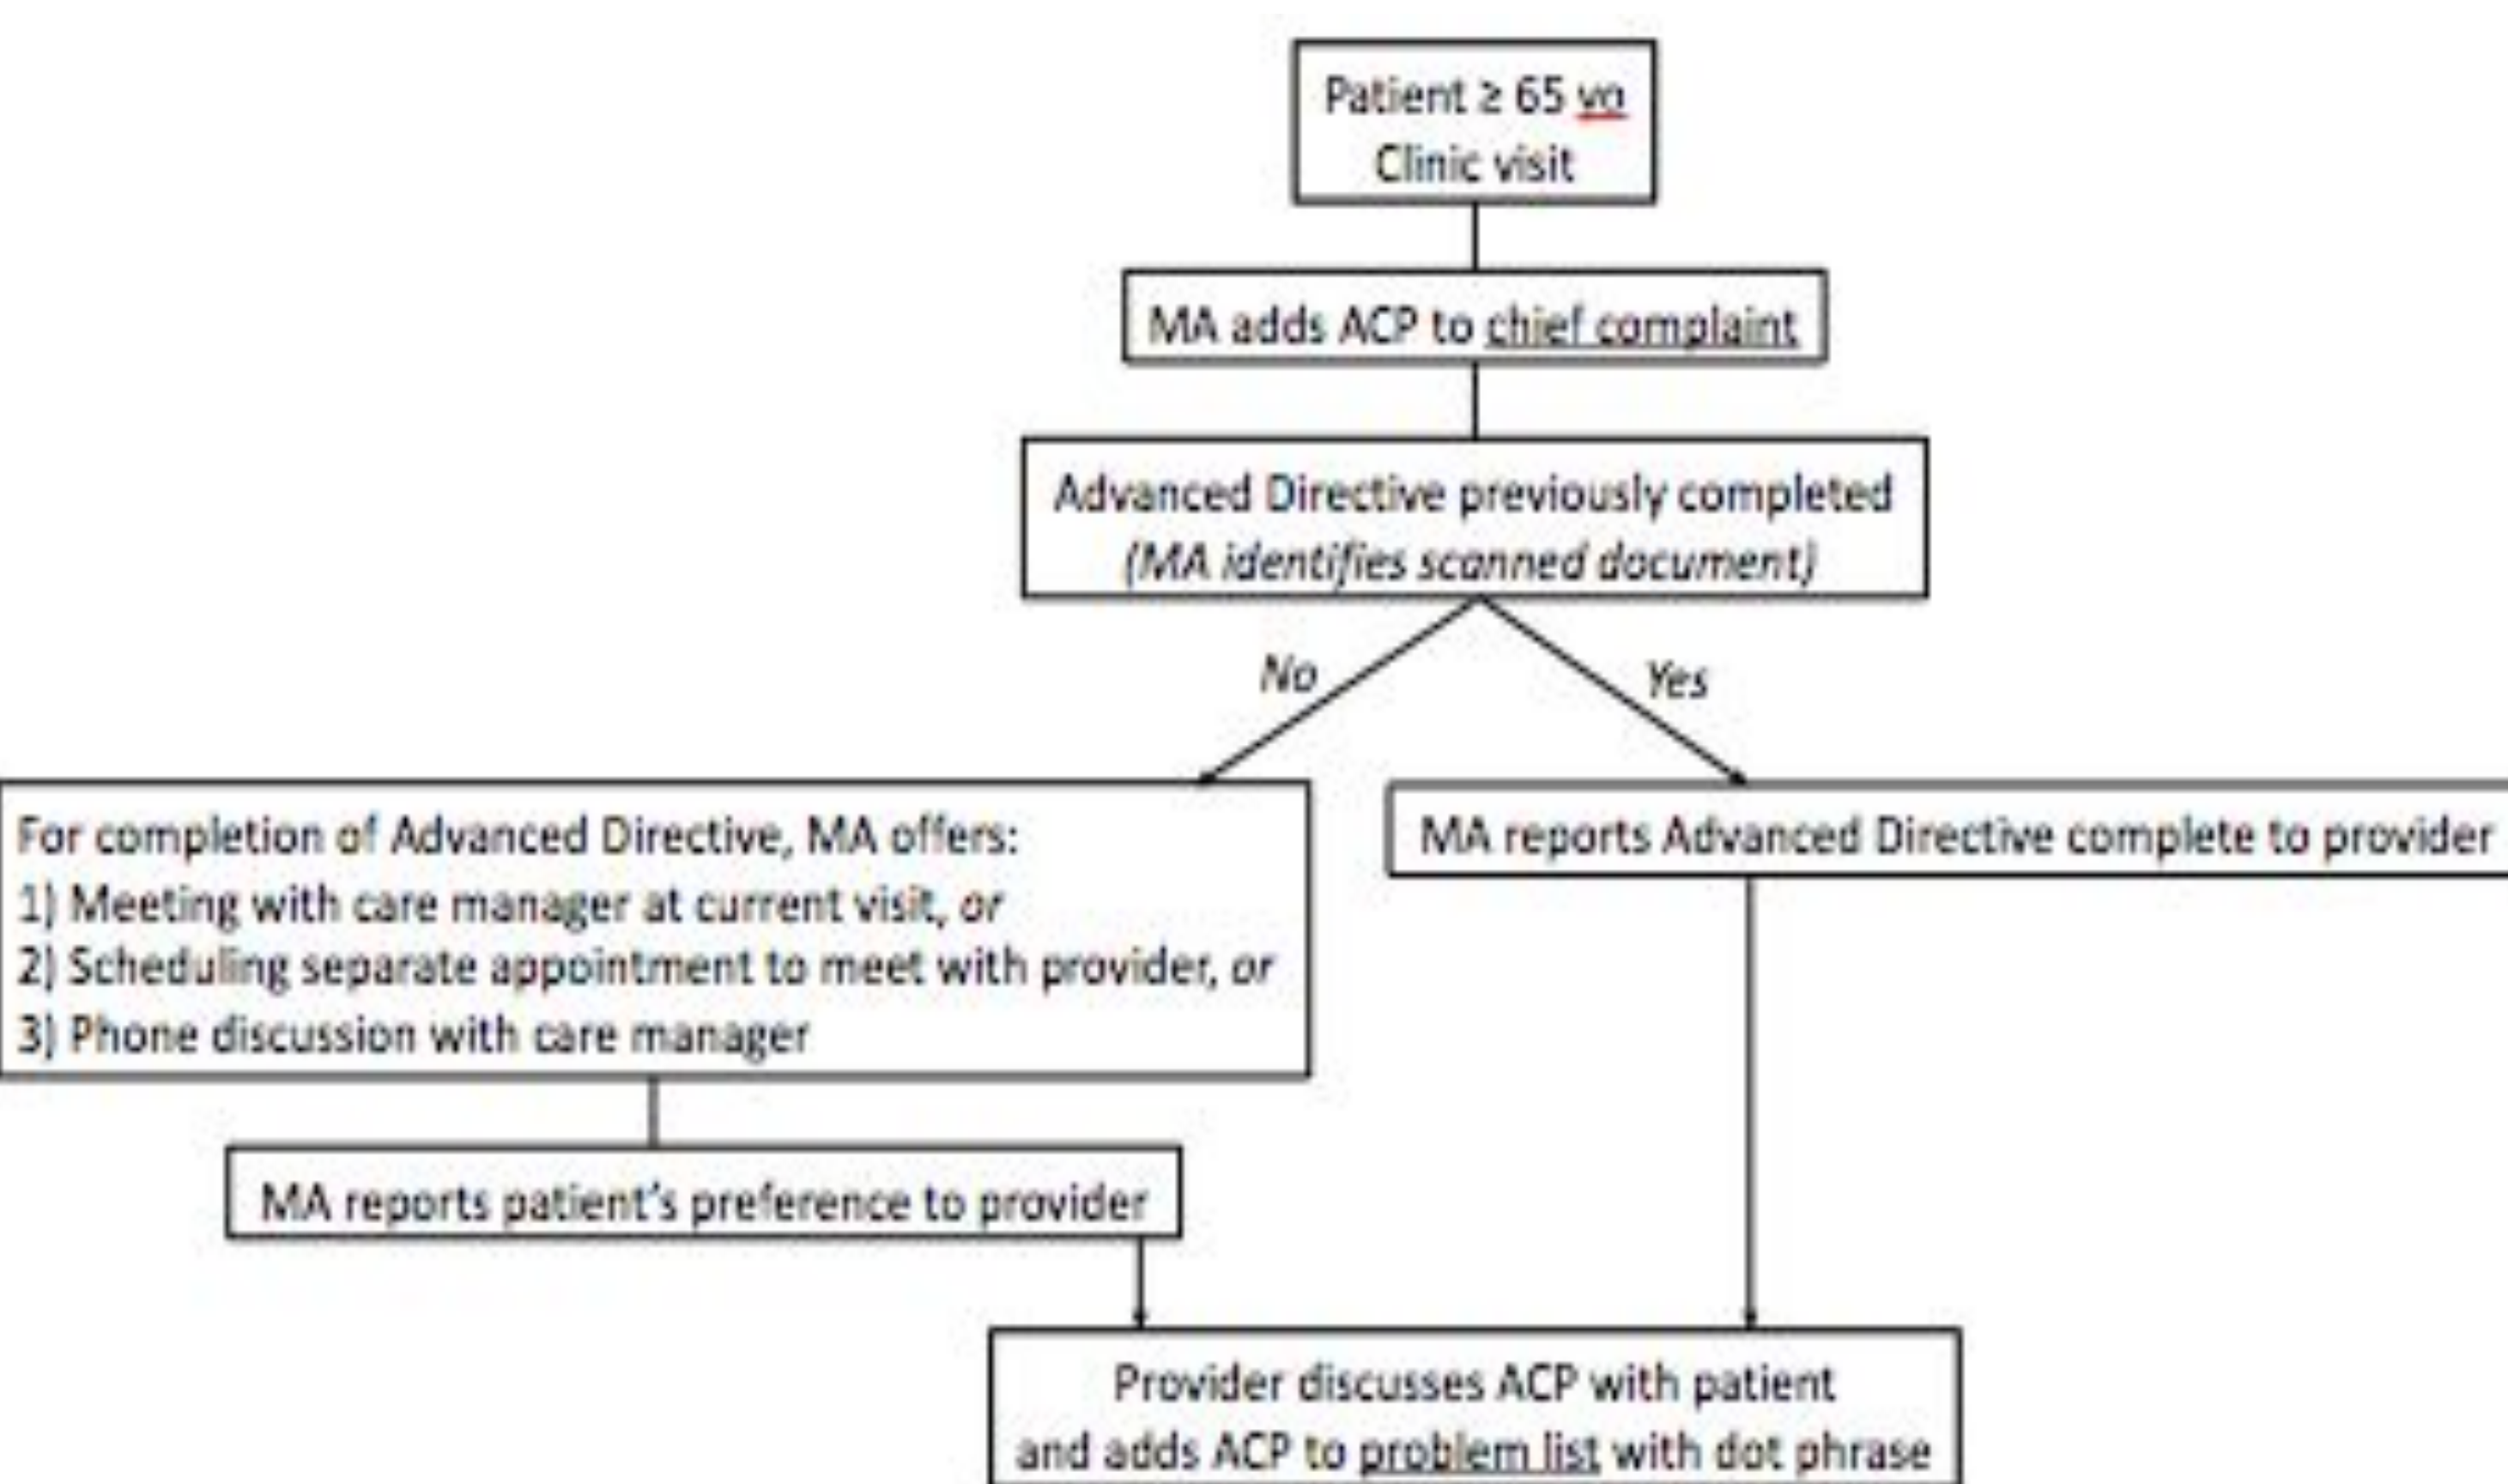 Patient ≥ 65 yo
Clinic visit
MA adds ACP to chief complaint
Advanced Directive previously completed
(MA identifies scanned document)
No
Yes
For completion of Advanced Directive, MA offers:
1) Meeting with care manager at current visit, or
2) Scheduling separate appointment to meet with provider, or
3) Phone discussion with care manager
MA reports Advanced Directive complete to provider
MA reports patient's preference to provider
Provider discusses ACP with patient
and adds ACP to problem list with dot phrase